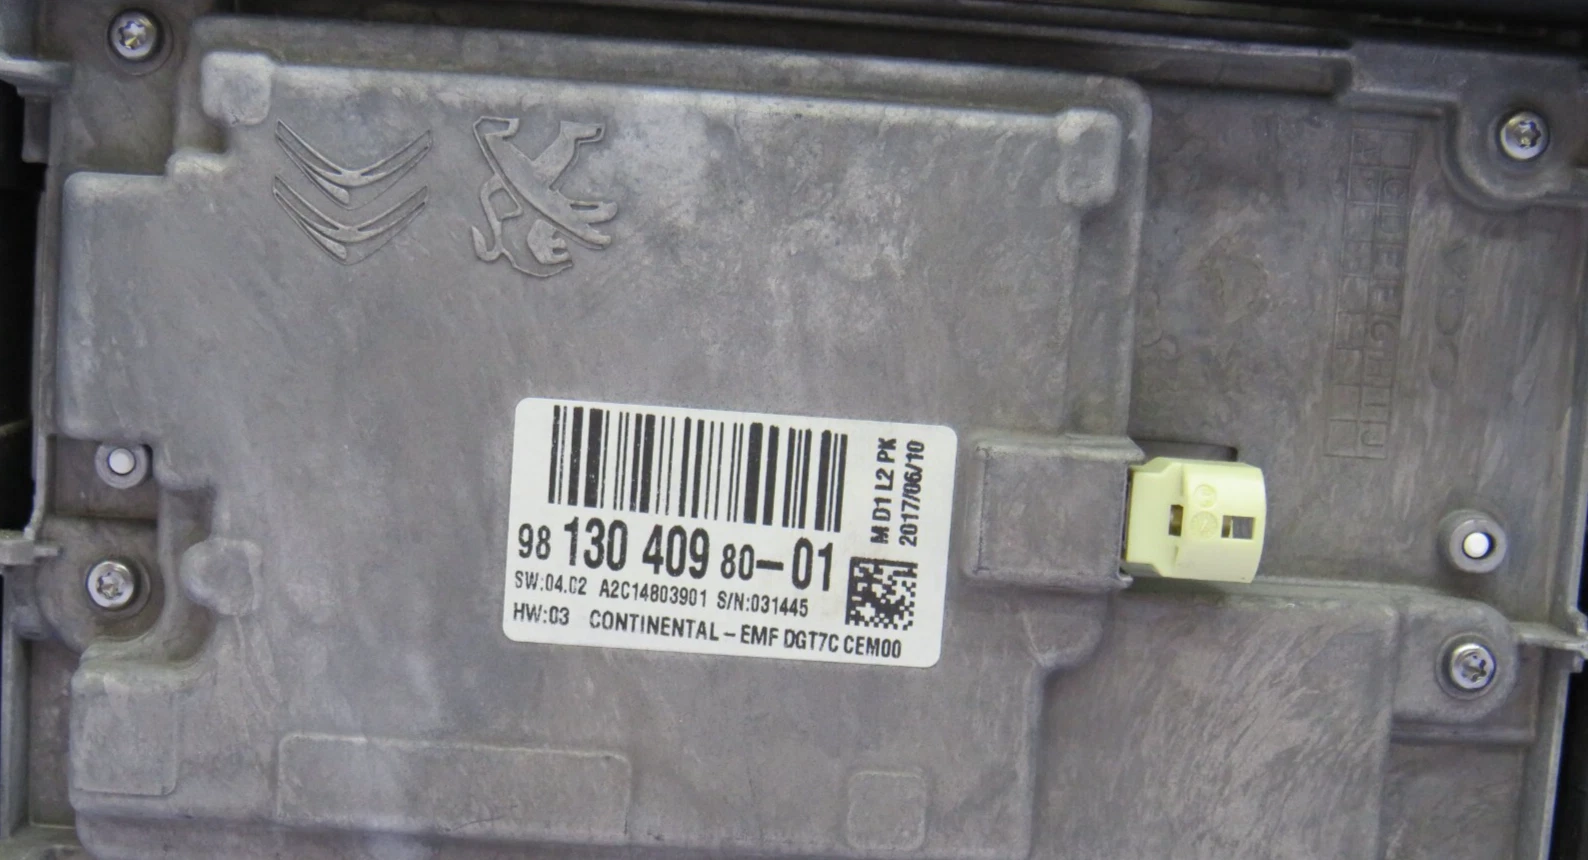 98 130 409 80-01
SW:04.02 A2C14803901 S/N:031445
HW:03 CONTINENTAL - EMF DGT7C CEM00
M D1 L2 PK
2017/06/10
VDO